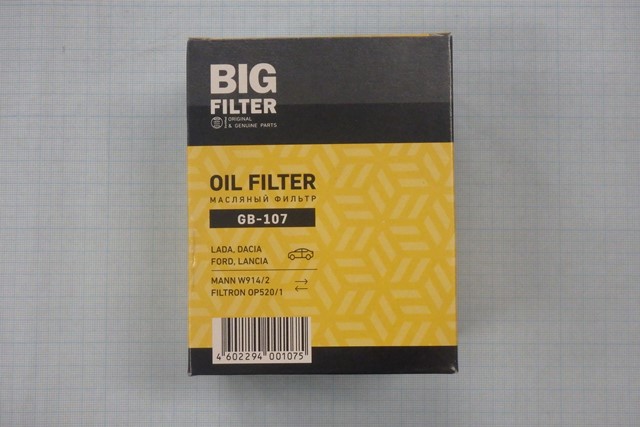 BIG
FILTER
ORIGINAL
& GENUINE PARTS
OIL FILTER
МАСЛЯНЫЙ ФИЛЬТР
GB-107
LADA, DACIA
FORD, LANCIA
MANN W914/2
FILTRON OP520/1
4 602294 001075